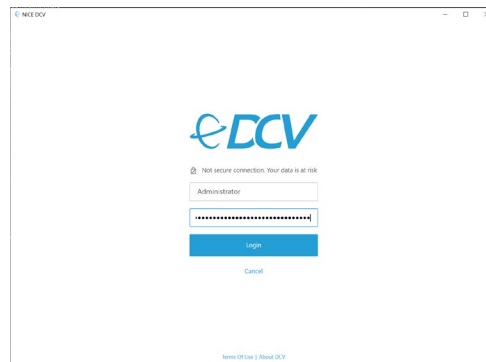 NICE DCV
DCV
Not secure connection. Your data is at risk
Administrator
Login
Cancel
Terms Of Use | About DCV